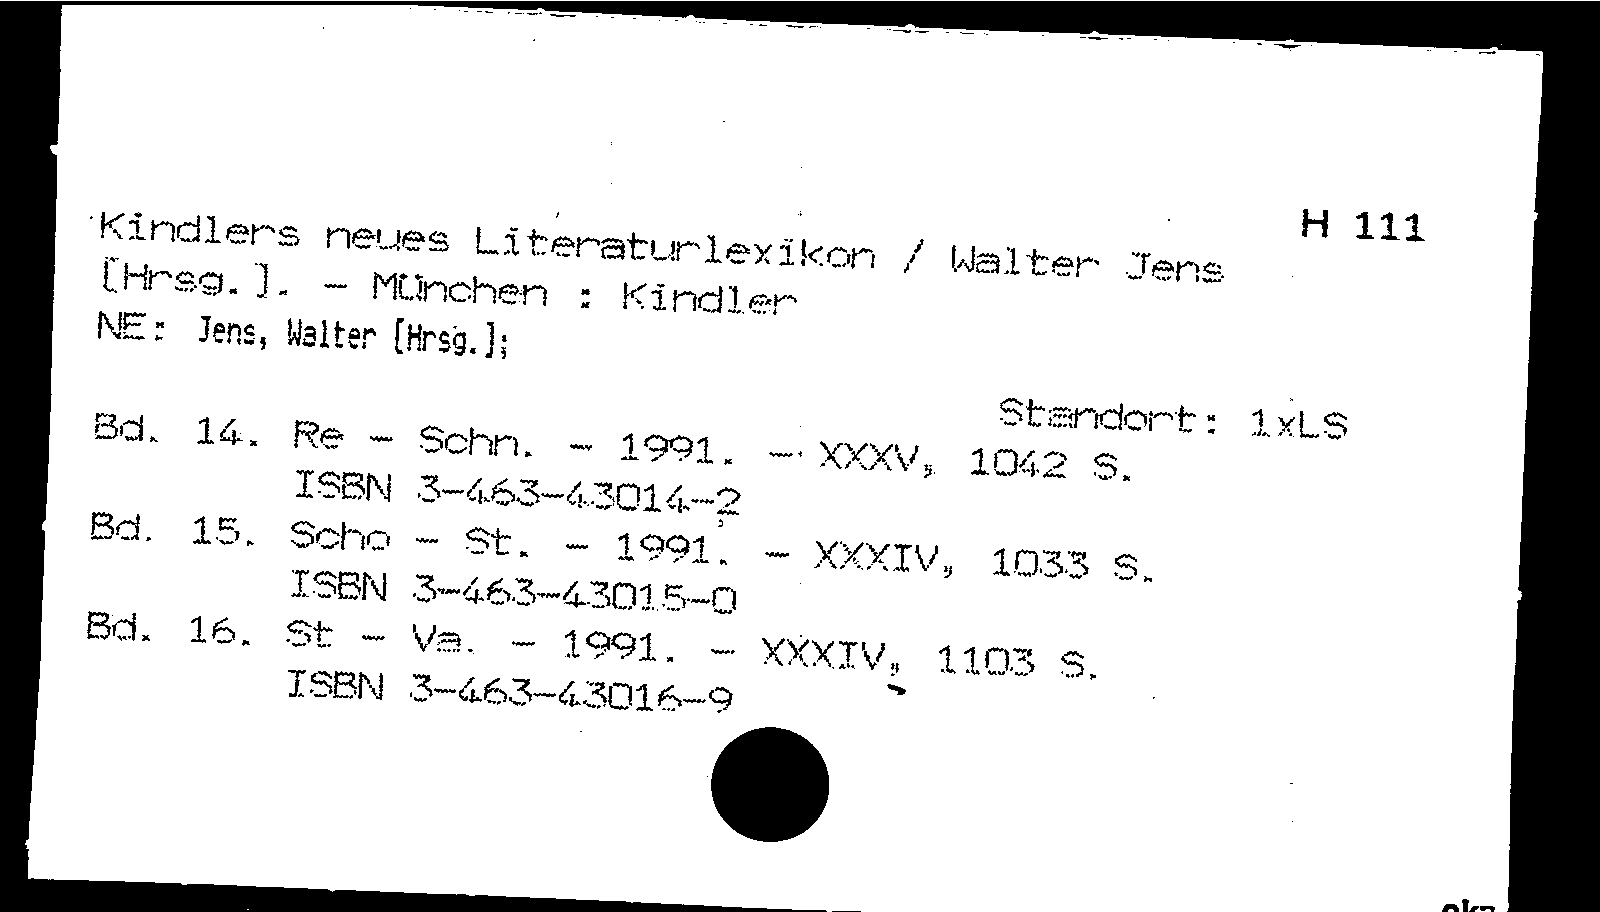 H 111
Kindlers neues Literaturlexikon / Walter Jens
[Hrsg.]. - München : Kindler
NE: Jens, Walter [Hrsg.];
Standort: 1xLS
Bd. 14. Re - Schn. - 1991. - XXXV, 1042 S.
ISBN 3-463-43014-2
Bd. 15. Scho - St. - 1991. - XXXIV, 1033 S.
ISBN 3-463-43015-0
Bd. 16. St - Va. - 1991. - XXXIV, 1103 S.
ISBN 3-463-43016-9